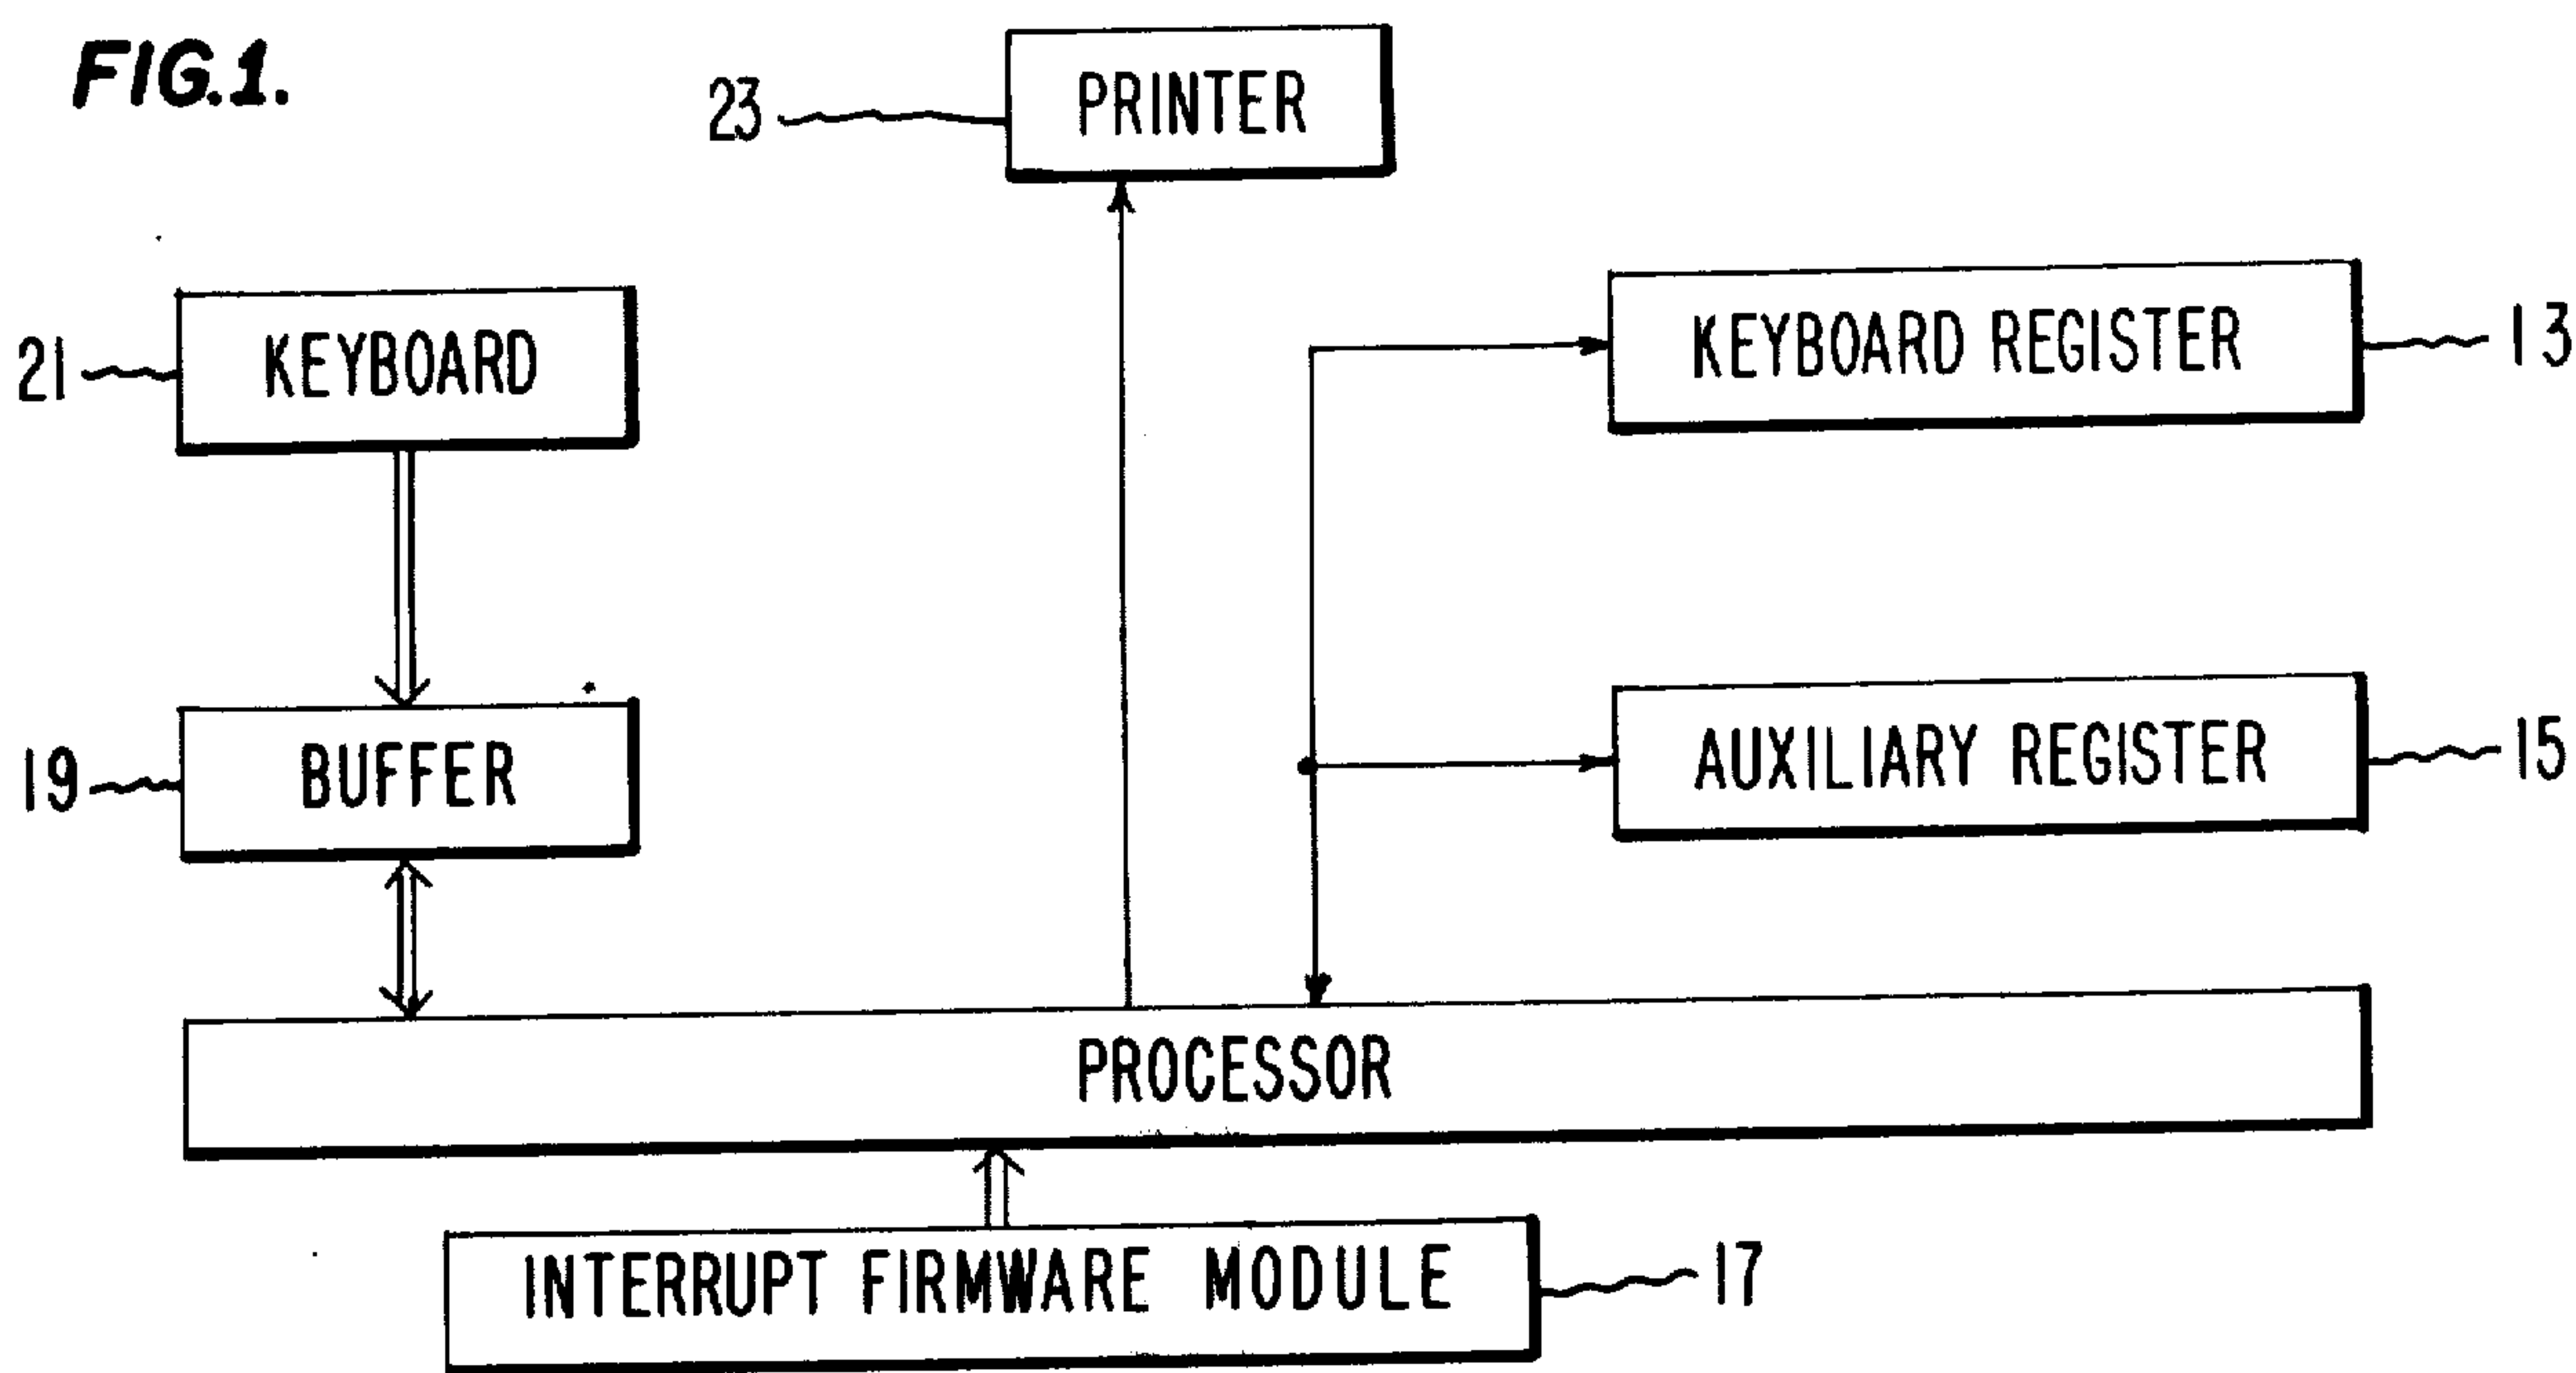 FIG.1.
23
PRINTER
21
KEYBOARD
KEYBOARD REGISTER
13
19
BUFFER
AUXILIARY REGISTER
15
PROCESSOR
INTERRUPT FIRMWARE MODULE
17